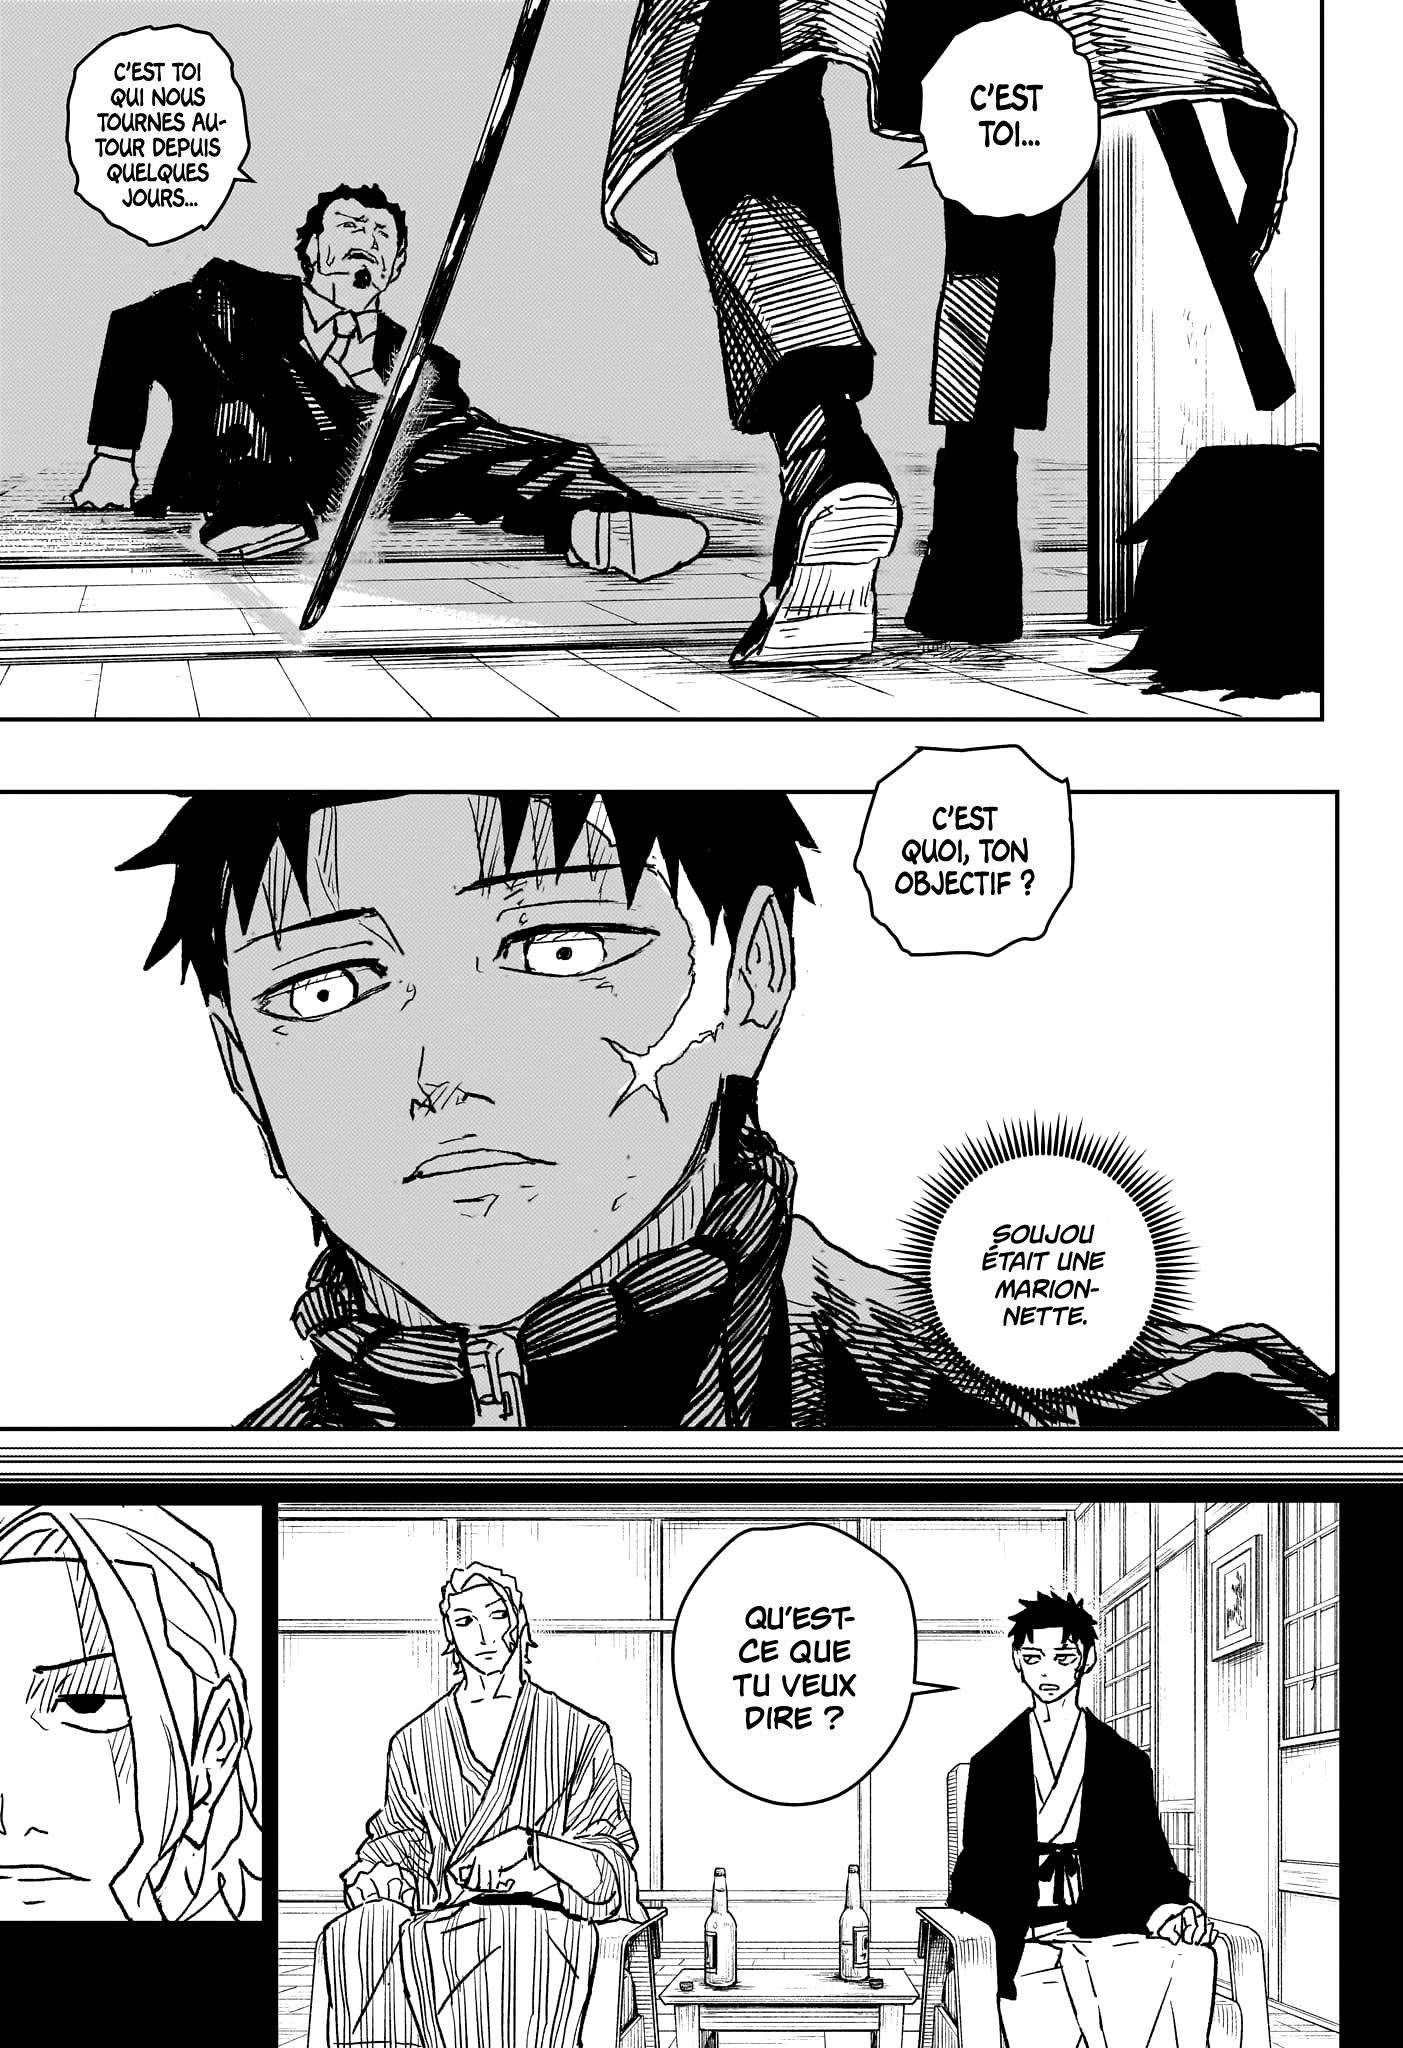 C'EST
TOI...
C'EST TOI
QUI NOUS
TOURNES AU-
TOUR DEPUIS
QUELQUES
JOURS...
C'EST
QUOI, TON
OBJECTIF ?
SOUJOU
ÉTAIT UNE
MARION-
NETTE.
QU'EST-
CE QUE
TU VEUX
DIRE ?